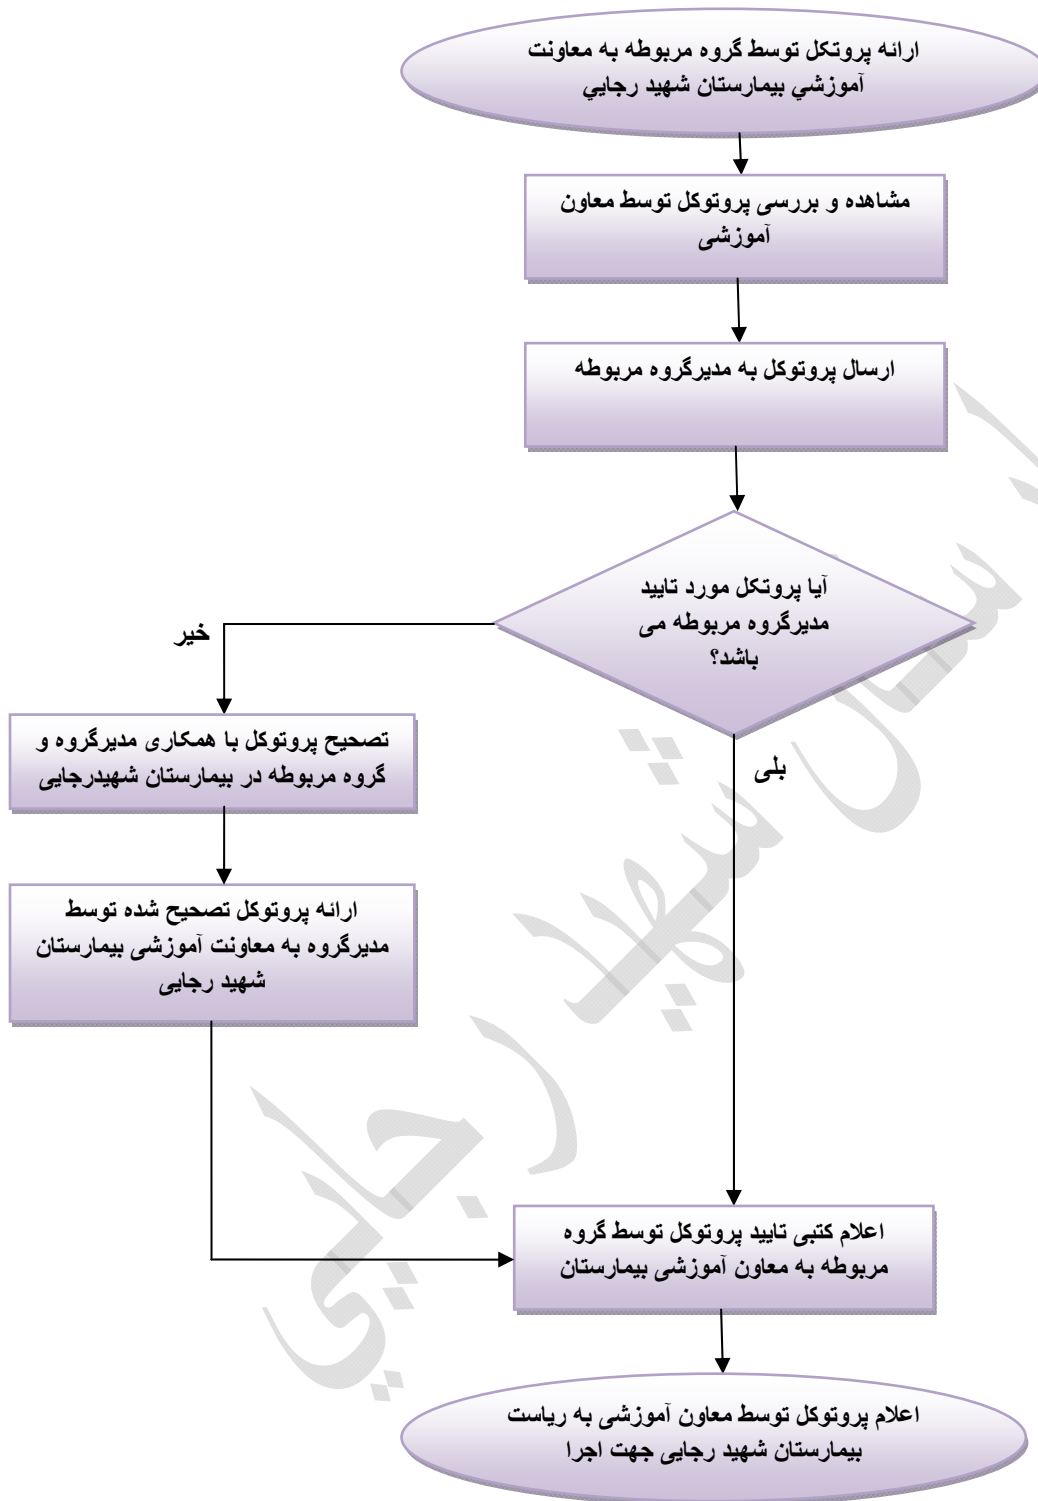 ارائه پروتکل توسط گروه مربوطه به معاونت
آموزشي بيمارستان شهيد رجايي
مشاهده و بررسی پروتوکل توسط معاون
آموزشی
ارسال پروتوکل به مدیرگروه مربوطه
آیا پروتکل مورد تایید
مدیرگروه مربوطه می
باشد؟
خیر
بلی
تصحیح پروتوکل با همکاری مدیرگروه و
گروه مربوطه در بیمارستان شهیدرجایی
ارائه پروتوکل تصحیح شده توسط
مدیرگروه به معاونت آموزشی بیمارستان
شهید رجایی
اعلام کتبی تایید پروتوکل توسط گروه
مربوطه به معاون آموزشی بیمارستان
اعلام پروتوکل توسط معاون آموزشی به ریاست
بیمارستان شهید رجایی جهت اجرا
شهيد رجايي